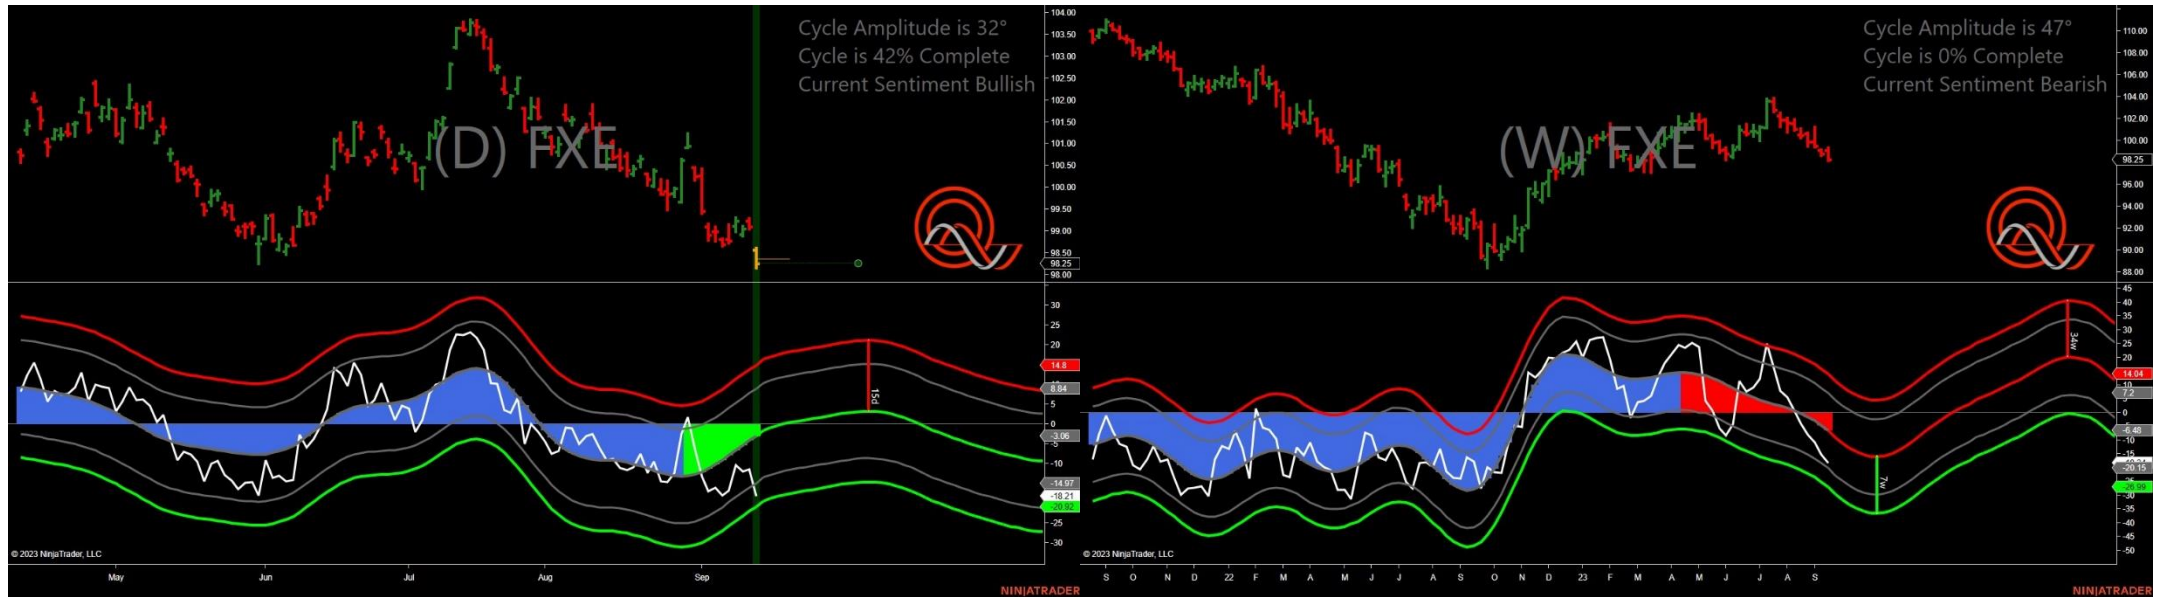 Cycle Amplitude is 32°
Cycle is 42% Complete
Current Sentiment Bullish
(D) FXE
1
104.00
103.50
103.00
102.50
102.00
101.50
101.00
100.50
100.00
99.50
99.00
98.50
98.25
98.00
30
25
20
14.8
8.84
5
0
-3.06
-10
-14.97
-18.21
-20.92
-25
-30
15d
© 2023 NinjaTrader, LLC
May
Jun
Jul
Aug
Sep
NINJATRADER
Cycle Amplitude is 47°
Cycle is 0% Complete
Current Sentiment Bearish
(W) FXE
110.00
108.00
106.00
104.00
102.00
100.00
98.25
96.00
94.00
92.00
90.00
88.00
45
40
35
30
25
20
14.04
7.2
0
-6.48
-15
-20.15
-26.99
-35
-40
-45
-50
34w
7w
© 2023 NinjaTrader, LLC
S O N D 22 F M A M J J A S O N D 23 F M A M J J A S
NINJATRADER